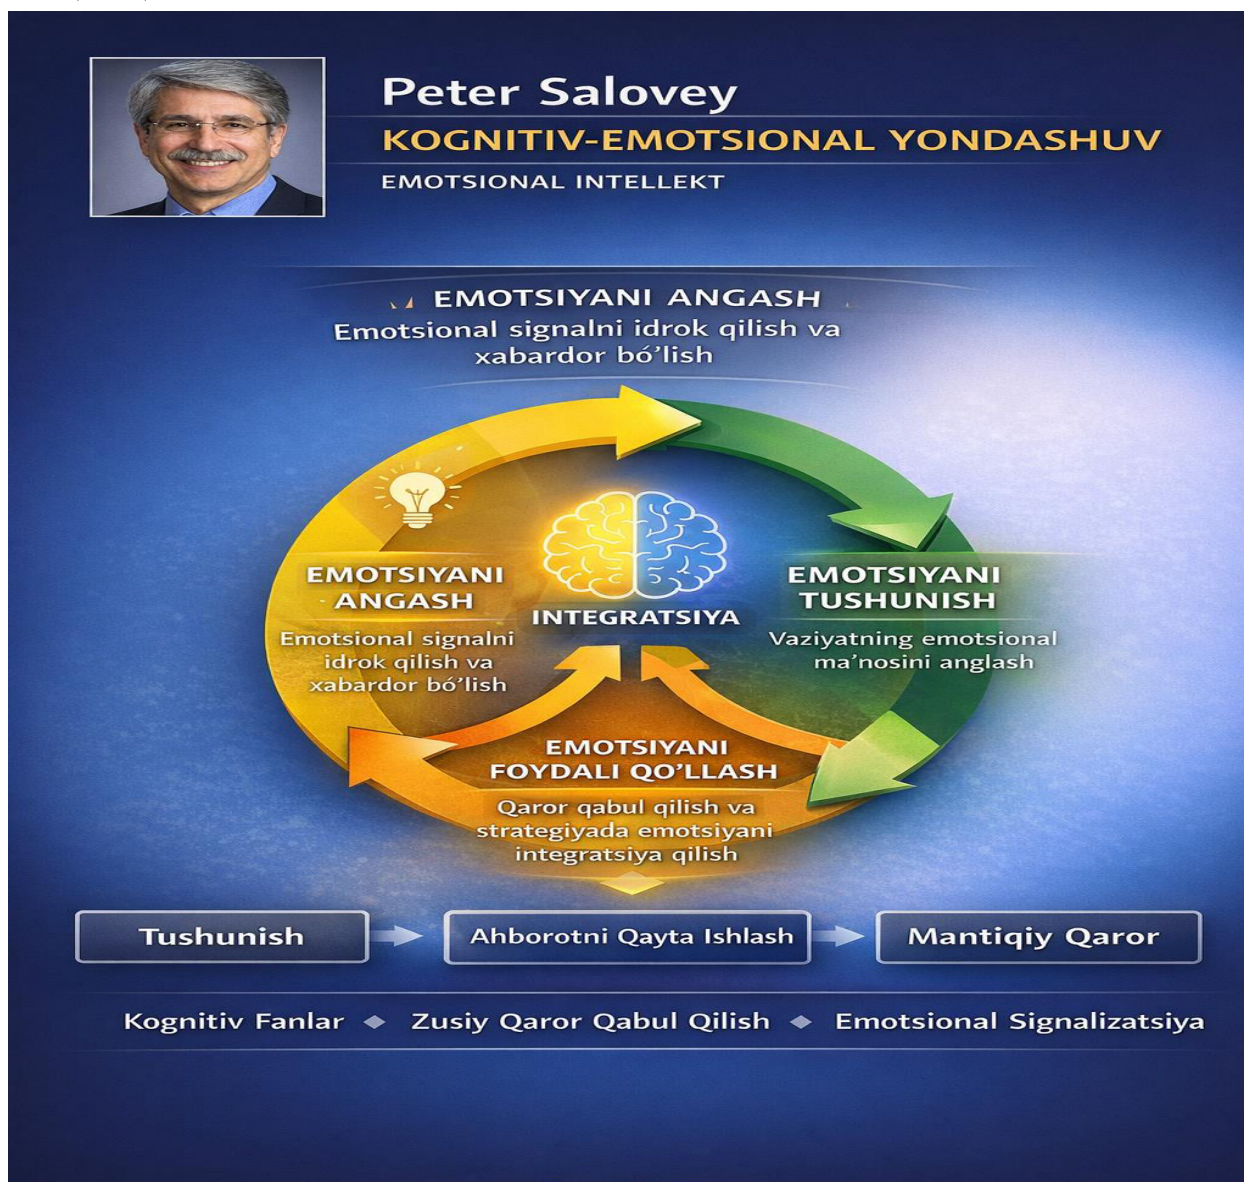 Peter Salovey
KOGNITIV-EMOTSIONAL YONDASHUV
EMOTSIONAL INTELLEKT
EMOTSIYANI ANGASH
Emotsional signalni idrok qilish va
xabardor bó'lish
EMOTSIYANI
ANGASH
Emotsional signalni
idrok qilish va
xabardor bó'lish
INTEGRATSIYA
EMOTSIYANI
TUSHUNISH
Vaziyatning emotsional
ma'nosini anglash
EMOTSIYANI
FOYDALI QO'LLASH
Qaror qabul qilish va
strategiyada emotsiyani
integratsiya qilish
Tushunish
Ahborotni Qayta Ishlash
Mantiqiy Qaror
Kognitiv Fanlar ◆ Zusiy Qaror Qabul Qilish ◆ Emotsional Signalizatsiya